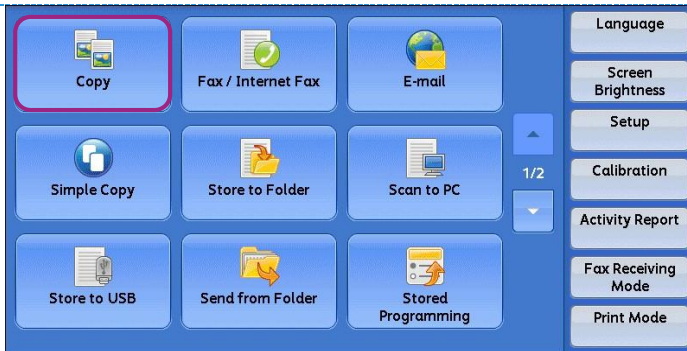 Copy
Fax / Internet Fax
E-mail
Simple Copy
Store to Folder
Scan to PC
Store to USB
Send from Folder
Stored
Programming
1/2
Language
Screen
Brightness
Setup
Calibration
Activity Report
Fax Receiving
Mode
Print Mode